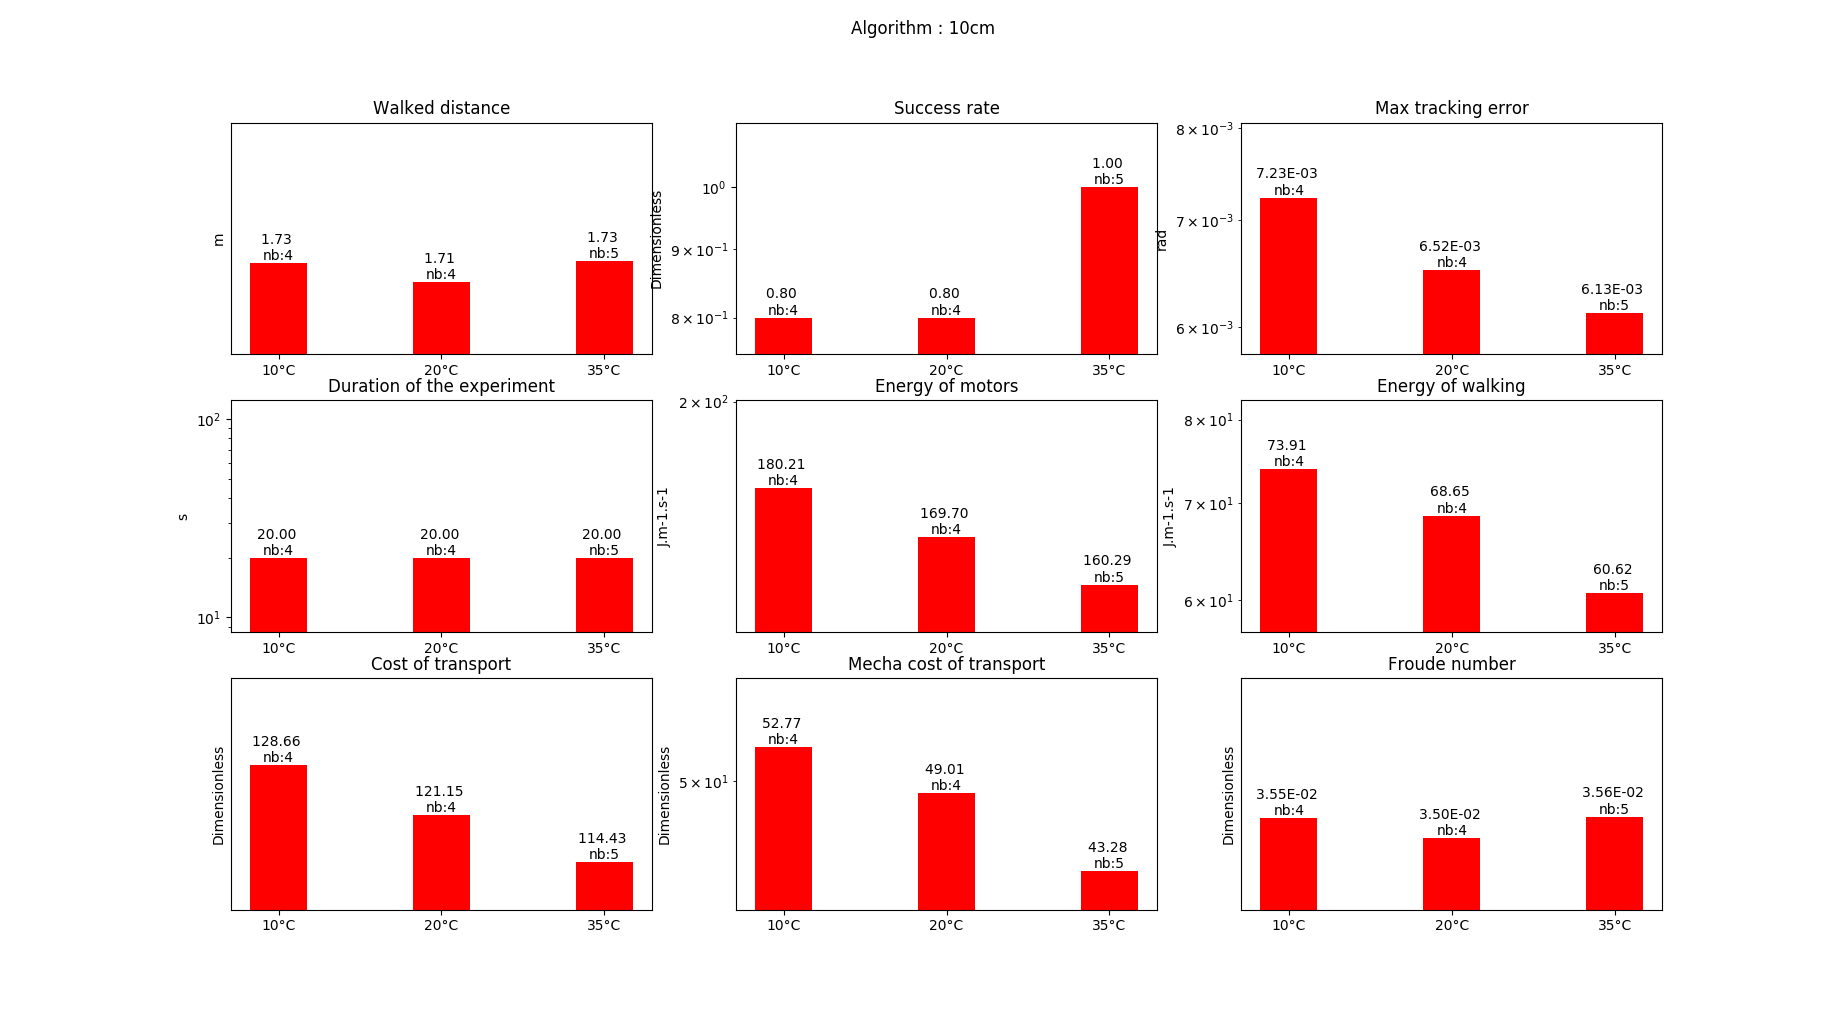 Algorithm : 10cm
Walked distance
m
1.73
nb:4
1.71
nb:4
1.73
nb:5
10°C
20°C
35°C
Success rate
Dimensionless
10⁰
9 × 10⁻¹
8 × 10⁻¹
0.80
nb:4
0.80
nb:4
1.00
nb:5
10°C
20°C
35°C
Max tracking error
rad
8 × 10⁻³
7 × 10⁻³
6 × 10⁻³
7.23E-03
nb:4
6.52E-03
nb:4
6.13E-03
nb:5
10°C
20°C
35°C
Duration of the experiment
s
10²
10¹
20.00
nb:4
20.00
nb:4
20.00
nb:5
10°C
20°C
35°C
Energy of motors
J.m-1.s-1
2 × 10²
180.21
nb:4
169.70
nb:4
160.29
nb:5
10°C
20°C
35°C
Energy of walking
J.m-1.s-1
8 × 10¹
7 × 10¹
6 × 10¹
73.91
nb:4
68.65
nb:4
60.62
nb:5
10°C
20°C
35°C
Cost of transport
Dimensionless
128.66
nb:4
121.15
nb:4
114.43
nb:5
10°C
20°C
35°C
Mecha cost of transport
Dimensionless
5 × 10¹
52.77
nb:4
49.01
nb:4
43.28
nb:5
10°C
20°C
35°C
Froude number
Dimensionless
3.55E-02
nb:4
3.50E-02
nb:4
3.56E-02
nb:5
10°C
20°C
35°C